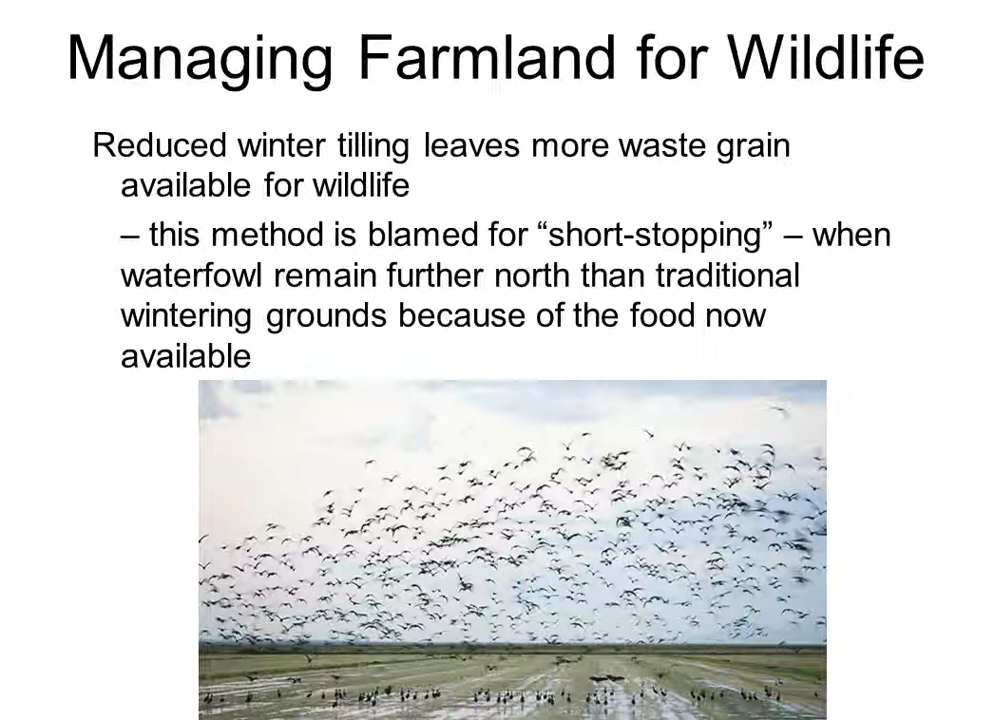 Managing Farmland for Wildlife
Reduced winter tilling leaves more waste grain
available for wildlife
– this method is blamed for “short-stopping” – when
waterfowl remain further north than traditional
wintering grounds because of the food now
available